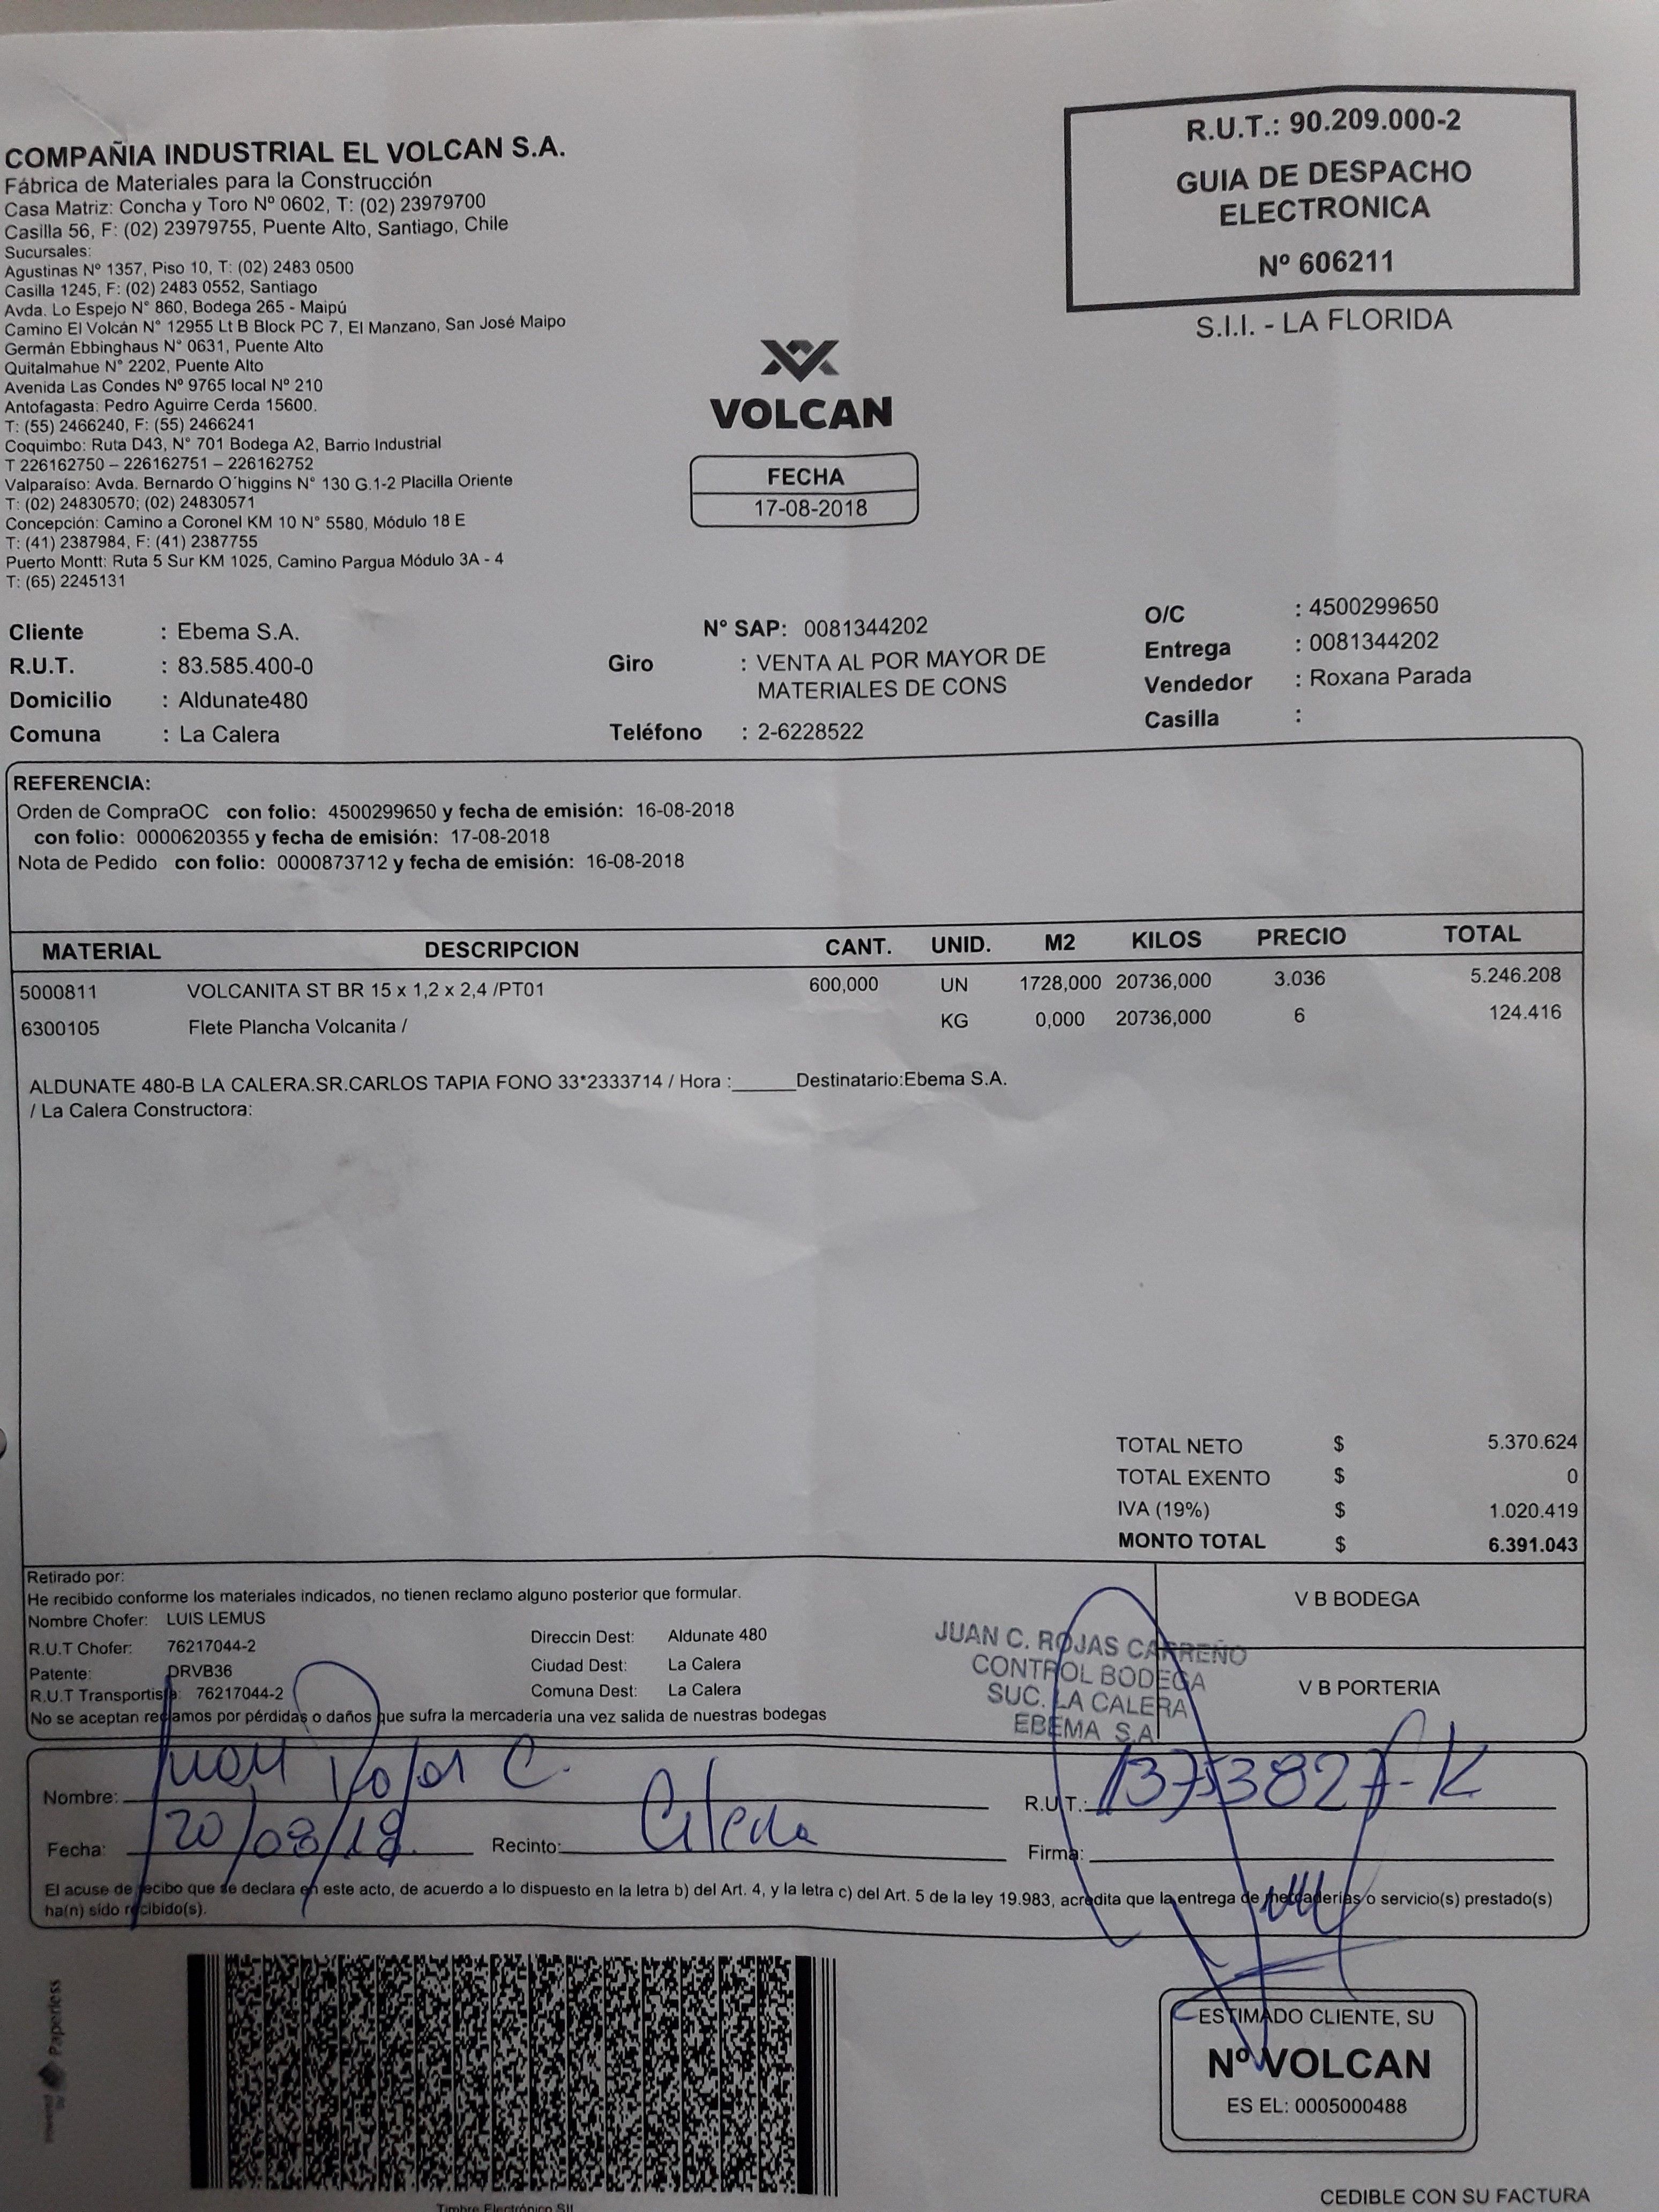 COMPAÑIA INDUSTRIAL EL VOLCAN S.A.
Fábrica de Materiales para la Construcción
Casa Matriz: Concha y Toro Nº 0602, T: (02) 23979700
Casilla 56, F: (02) 23979755, Puente Alto, Santiago, Chile
Sucursales:
Agustinas Nº 1357, Piso 10, T: (02) 2483 0500
Casilla 1245, F: (02) 2483 0552, Santiago
Avda. Lo Espejo N° 860, Bodega 265 - Maipú
Camino El Volcán N° 12955 Lt B Block PC 7, El Manzano, San José Maipo
Germán Ebbinghaus N° 0631, Puente Alto
Quitalmahue N° 2202, Puente Alto
Avenida Las Condes Nº 9765 local Nº 210
Antofagasta: Pedro Aguirre Cerda 15600.
T: (55) 2466240, F: (55) 2466241
Coquimbo: Ruta D43, N° 701 Bodega A2, Barrio Industrial
T 226162750 – 226162751 – 226162752
Valparaíso: Avda. Bernardo O´higgins N° 130 G.1-2 Placilla Oriente
T: (02) 24830570; (02) 24830571
Concepción: Camino a Coronel KM 10 N° 5580, Módulo 18 E
T: (41) 2387984, F: (41) 2387755
Puerto Montt: Ruta 5 Sur KM 1025, Camino Pargua Módulo 3A - 4
T: (65) 2245131
R.U.T.: 90.209.000-2
GUIA DE DESPACHO
ELECTRONICA
Nº 606211
S.I.I. - LA FLORIDA
VOLCAN
FECHA
17-08-2018
Cliente : Ebema S.A.
R.U.T. : 83.585.400-0
Domicilio : Aldunate480
Comuna : La Calera
N° SAP: 0081344202
Giro : VENTA AL POR MAYOR DE
MATERIALES DE CONS
Teléfono : 2-6228522
O/C : 4500299650
Entrega : 0081344202
Vendedor : Roxana Parada
Casilla :
REFERENCIA:
Orden de CompraOC con folio: 4500299650 y fecha de emisión: 16-08-2018
con folio: 0000620355 y fecha de emisión: 17-08-2018
Nota de Pedido con folio: 0000873712 y fecha de emisión: 16-08-2018
MATERIAL DESCRIPCION CANT. UNID. M2 KILOS PRECIO TOTAL
5000811 VOLCANITA ST BR 15 x 1,2 x 2,4 /PT01 600,000 UN 1728,000 20736,000 3.036 5.246.208
6300105 Flete Plancha Volcanita / KG 0,000 20736,000 6 124.416
ALDUNATE 480-B LA CALERA.SR.CARLOS TAPIA FONO 33*2333714 / Hora :______Destinatario:Ebema S.A.
/ La Calera Constructora:
TOTAL NETO $ 5.370.624
TOTAL EXENTO $ 0
IVA (19%) $ 1.020.419
MONTO TOTAL $ 6.391.043
Retirado por:
He recibido conforme los materiales indicados, no tienen reclamo alguno posterior que formular.
Nombre Chofer: LUIS LEMUS
R.U.T Chofer: 76217044-2
Patente: DRVB36
R.U.T Transportista: 76217044-2
Direccin Dest: Aldunate 480
Ciudad Dest: La Calera
Comuna Dest: La Calera
No se aceptan reclamos por pérdidas o daños que sufra la mercadería una vez salida de nuestras bodegas
JUAN C. ROJAS CARREÑO
CONTROL BODEGA
SUC. LA CALERA
EBEMA S.A
V B BODEGA
V B PORTERIA
Nombre: Juan Rojas C.
R.U.T.: 13753827-K
Fecha: 20/08/18 Recinto:
Firma:
El acuse de recibo que se declara en este acto, de acuerdo a lo dispuesto en la letra b) del Art. 4, y la letra c) del Art. 5 de la ley 19.983, acredita que la entrega de mercaderías o servicio(s) prestado(s)
ha(n) sido recibido(s).
powered by Paperless
ESTIMADO CLIENTE, SU
Nº VOLCAN
ES EL: 0005000488
Timbre Electrónico SII
CEDIBLE CON SU FACTURA